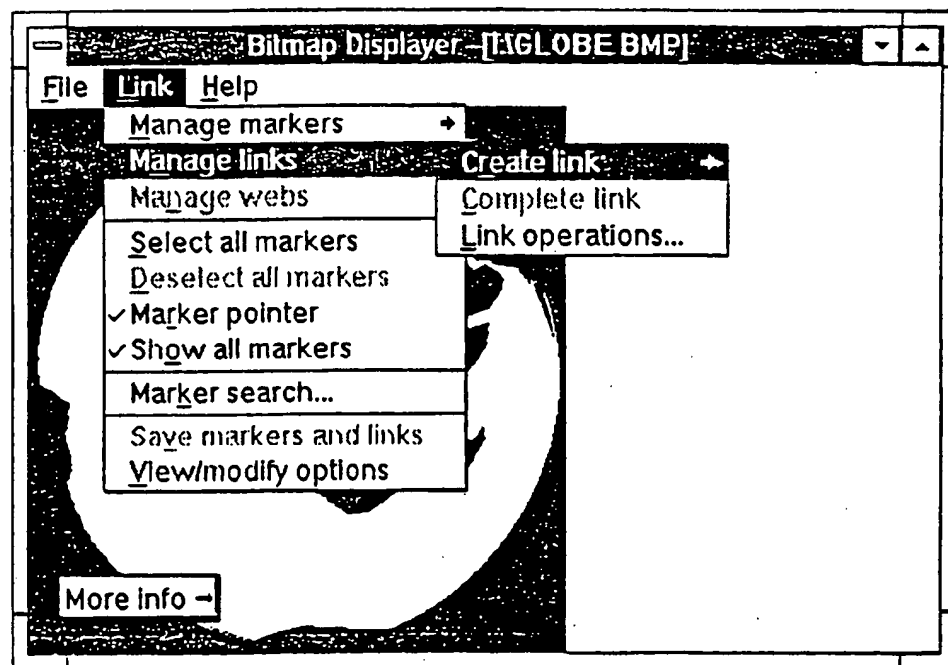 Bitmap Displayer -[I:\GLOBE BMP]
File Link Help
Manage markers
Manage links
Create link
Manage webs
Complete link
Link operations...
Select all markers
Deselect all markers
Marker pointer
Show all markers
Marker search...
Save markers and links
View/modify options
More info